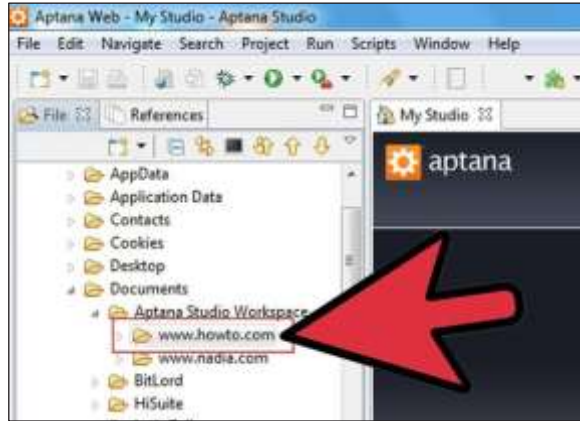 Aptana Web - My Studio - Aptana Studio
File Edit Navigate Search Project Run Scripts Window Help
File References My Studio
aptana
AppData
Application Data
Contacts
Cookies
Desktop
Documents
Aptana Studio Workspace
www.howto.com
www.nadia.com
BitLord
HiSuite